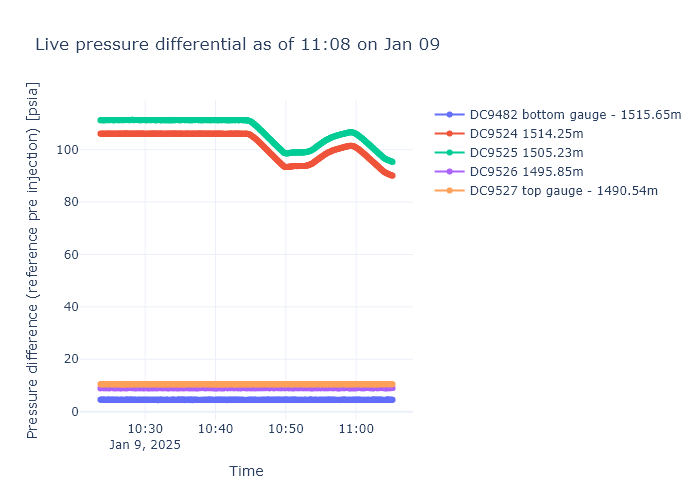 Live pressure differential as of 11:08 on Jan 09
Pressure difference (reference pre injection) [psia]
100
80
60
40
20
0
10:30
Jan 9, 2025
10:40
10:50
11:00
Time
DC9482 bottom gauge - 1515.65m
DC9524 1514.25m
DC9525 1505.23m
DC9526 1495.85m
DC9527 top gauge - 1490.54m